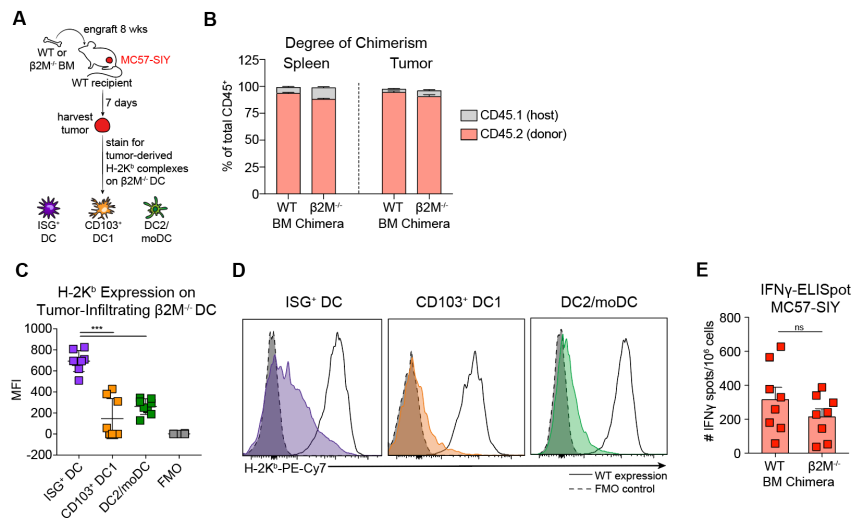 A
engraft 8 wks
WT or
β2M⁻/⁻ BM
MC57-SIY
WT recipient
7 days
harvest
tumor
stain for
tumor-derived
H-2Kᵇ complexes
on β2M⁻/⁻ DC
ISG⁺
DC
CD103⁺
DC1
DC2/
moDC
B
Degree of Chimerism
Spleen
Tumor
% of total CD45⁺
125
100
75
50
25
0
WT
β2M⁻/⁻
BM Chimera
WT
β2M⁻/⁻
BM Chimera
CD45.1 (host)
CD45.2 (donor)
C
H-2Kᵇ Expression on
Tumor-Infiltrating β2M⁻/⁻ DC
MFI
1000
800
600
400
200
0
-200
***
ISG⁺ DC
CD103⁺ DC1
DC2/moDC
FMO
D
ISG⁺ DC
CD103⁺ DC1
DC2/moDC
H-2Kᵇ-PE-Cy7
WT expression
FMO control
E
IFNγ-ELISpot
MC57-SIY
# IFNγ spots/10⁶ cells
800
600
400
200
0
ns
WT
β2M⁻/⁻
BM Chimera